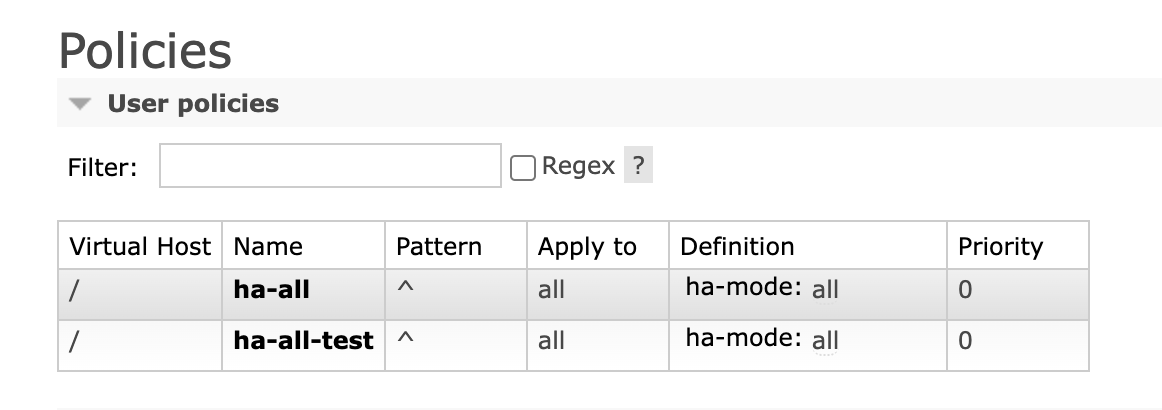 Policies
User policies
Filter: Regex ?
Virtual Host Name Pattern Apply to Definition Priority
/ ha-all ^ all ha-mode: all 0
/ ha-all-test ^ all ha-mode: all 0